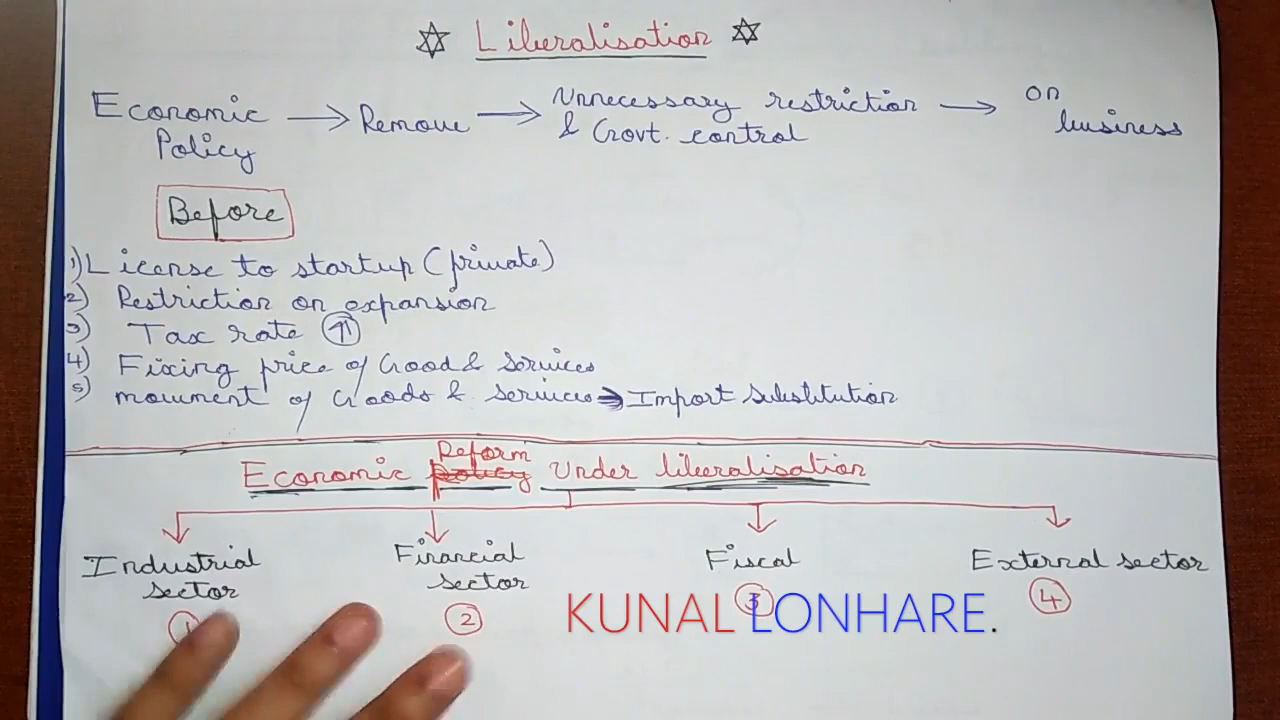 Liberalisation
Economic Policy → Remove → Unnecessary restriction & Govt. control → on business
Before
1) License to startup (private)
2) Restriction on expansion
3) Tax rate ↑
4) Fixing price of Good & Services
5) movment of Goods & services → Import substitution
Reform
Economic policy Under liberalisation
Industrial sector
Financial sector
Fiscal
External sector
1
2
3
4
KUNAL LONHARE.